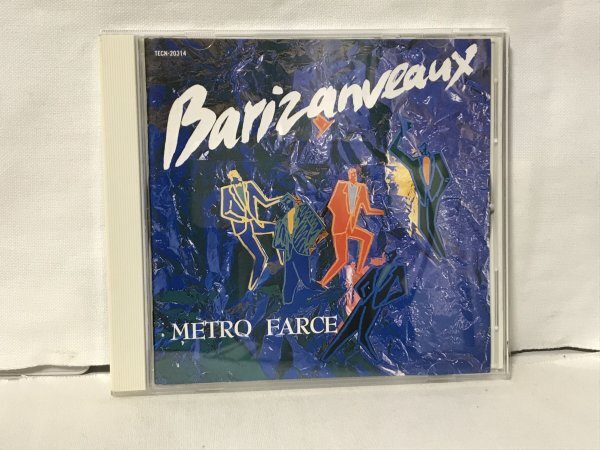 TECN-20314
Barizanveaux
METRO FARCE